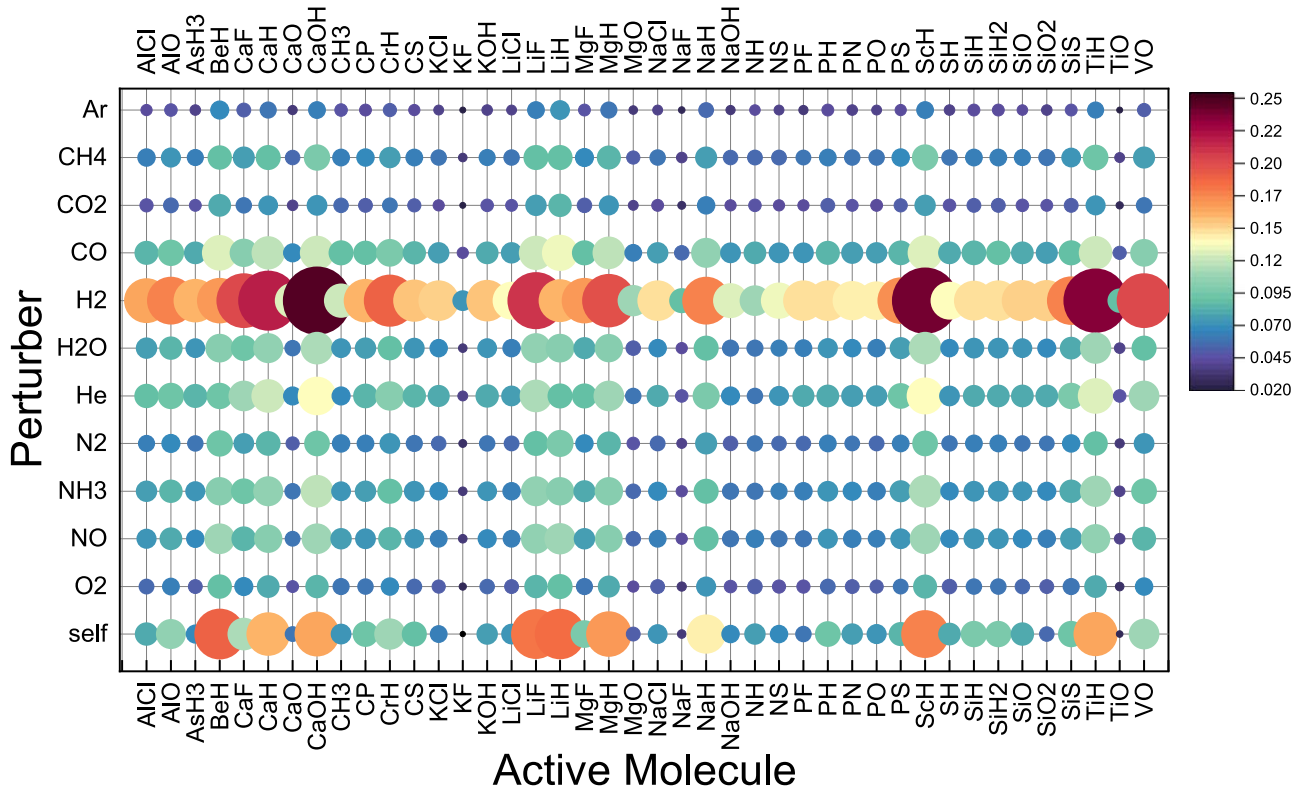 AlCl AlO AsH3 BeH CaF CaH CaO CaOH CH3 CP CrH CS KCl KF KOH LiCl LiF LiH MgF MgH MgO NaCl NaF NaH NaOH NH NS PF PH PN PO PS ScH SH SiH SiH2 SiO SiO2 SiS TiH TiO VO
Perturber
Ar
CH4
CO2
CO
H2
H2O
He
N2
NH3
NO
O2
self
0.25
0.22
0.20
0.17
0.15
0.12
0.095
0.070
0.045
0.020
AlCl AlO AsH3 BeH CaF CaH CaO CaOH CH3 CP CrH CS KCl KF KOH LiCl LiF LiH MgF MgH MgO NaCl NaF NaH NaOH NH NS PF PH PN PO PS ScH SH SiH SiH2 SiO SiO2 SiS TiH TiO VO
Active Molecule